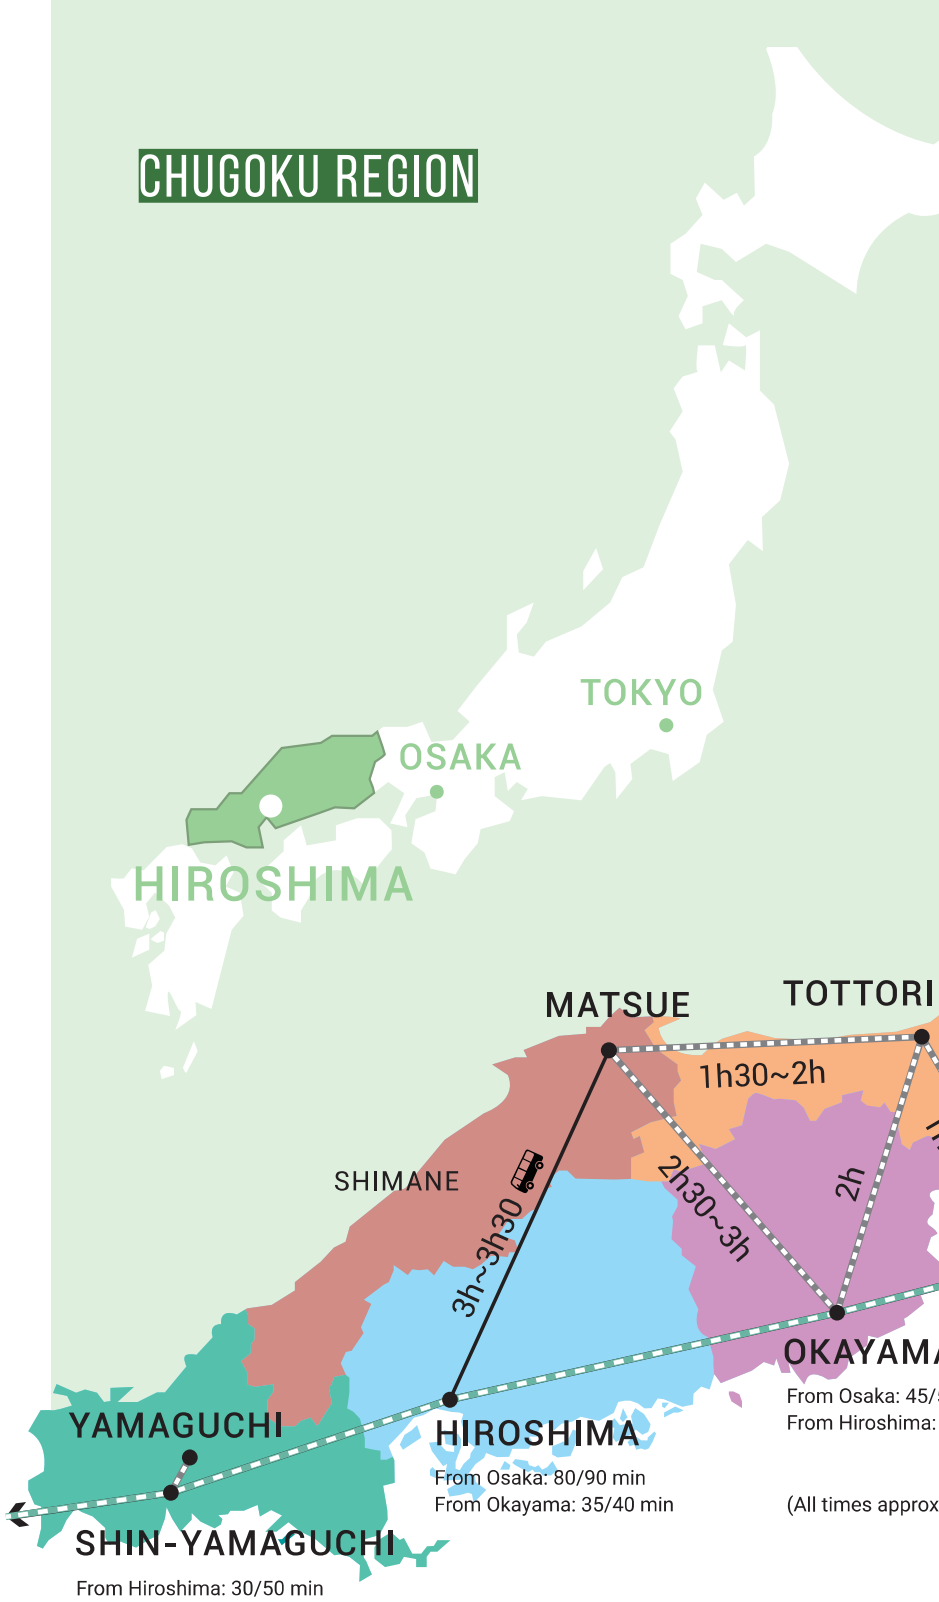 CHUGOKU REGION
TOKYO
OSAKA
HIROSHIMA
MATSUE
TOTTORI
1h30~2h
SHIMANE
2h30~3h
2h
3h~3h30
OKAYAMA
From Osaka: 45/
From Hiroshima:
YAMAGUCHI
HIROSHIMA
From Osaka: 80/90 min
From Okayama: 35/40 min
(All times approx
SHIN-YAMAGUCHI
From Hiroshima: 30/50 min